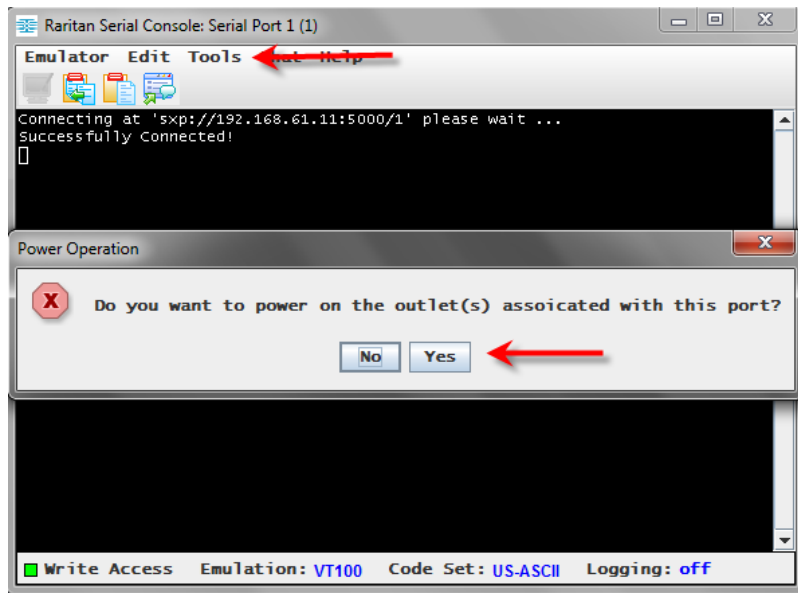 Raritan Serial Console: Serial Port 1 (1)
Emulator Edit Tools Chat Help
Connecting at 'sxp://192.168.61.11:5000/1' please wait ...
Successfully Connected!
Power Operation
Do you want to power on the outlet(s) assoicated with this port?
No Yes
Write Access Emulation: VT100 Code Set: US-ASCII Logging: off